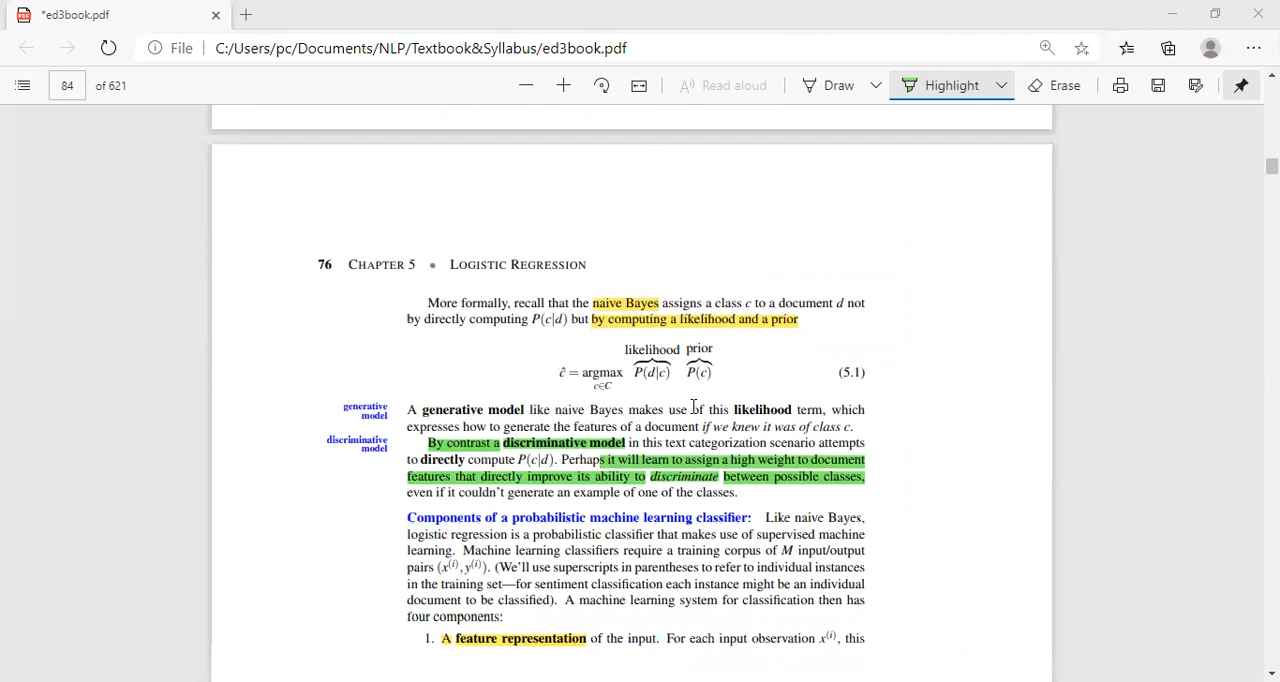 *ed3book.pdf
File C:/Users/pc/Documents/NLP/Textbook&Syllabus/ed3book.pdf
84 of 621 Read aloud Draw Highlight Erase
76 CHAPTER 5 • LOGISTIC REGRESSION
More formally, recall that the naive Bayes assigns a class c to a document d not
by directly computing P(c|d) but by computing a likelihood and a prior
likelihood prior
ĉ = argmax P(d|c) P(c) (5.1)
c∈C
generative
model
A generative model like naive Bayes makes use of this likelihood term, which
expresses how to generate the features of a document if we knew it was of class c.
discriminative
model
By contrast a discriminative model in this text categorization scenario attempts
to directly compute P(c|d). Perhaps it will learn to assign a high weight to document
features that directly improve its ability to discriminate between possible classes,
even if it couldn't generate an example of one of the classes.
Components of a probabilistic machine learning classifier: Like naive Bayes,
logistic regression is a probabilistic classifier that makes use of supervised machine
learning. Machine learning classifiers require a training corpus of M input/output
pairs (x⁽ⁱ⁾,y⁽ⁱ⁾). (We'll use superscripts in parentheses to refer to individual instances
in the training set—for sentiment classification each instance might be an individual
document to be classified). A machine learning system for classification then has
four components:
1. A feature representation of the input. For each input observation x⁽ⁱ⁾, this